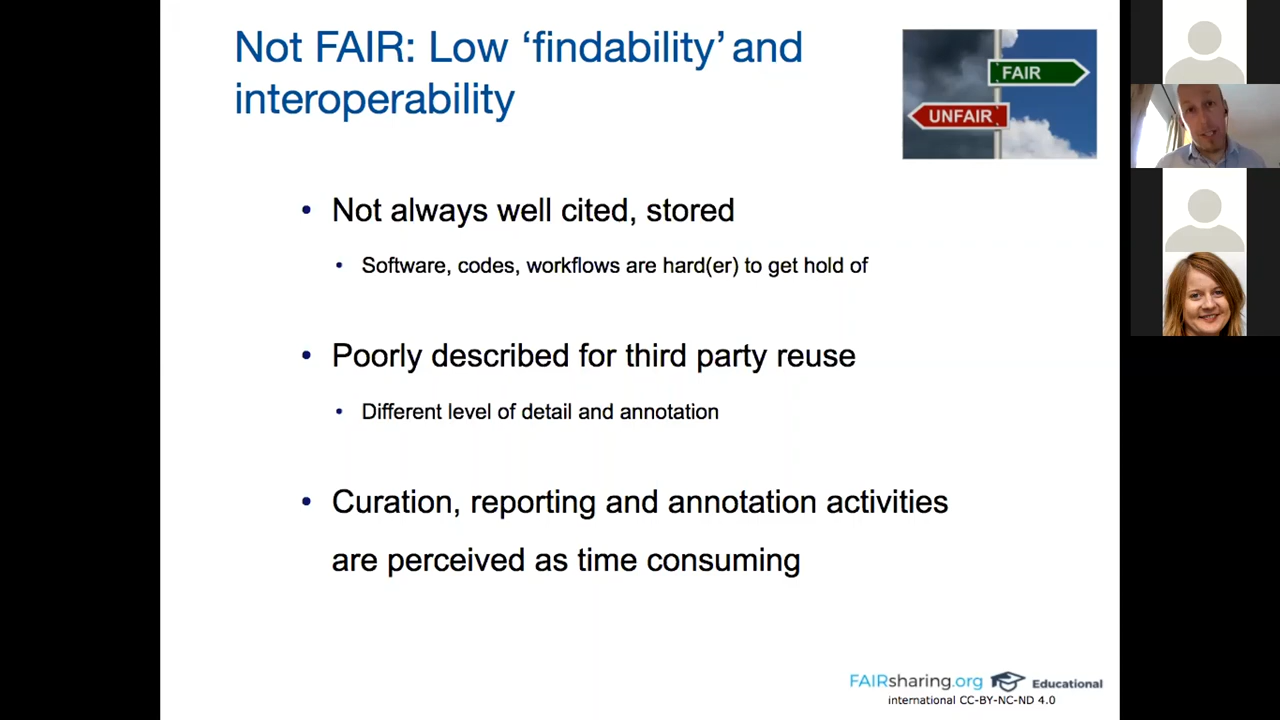 Not FAIR: Low ‘findability’ and
interoperability
FAIR
UNFAIR
• Not always well cited, stored
• Software, codes, workflows are hard(er) to get hold of
• Poorly described for third party reuse
• Different level of detail and annotation
• Curation, reporting and annotation activities
are perceived as time consuming
FAIRsharing.org Educational
international CC-BY-NC-ND 4.0